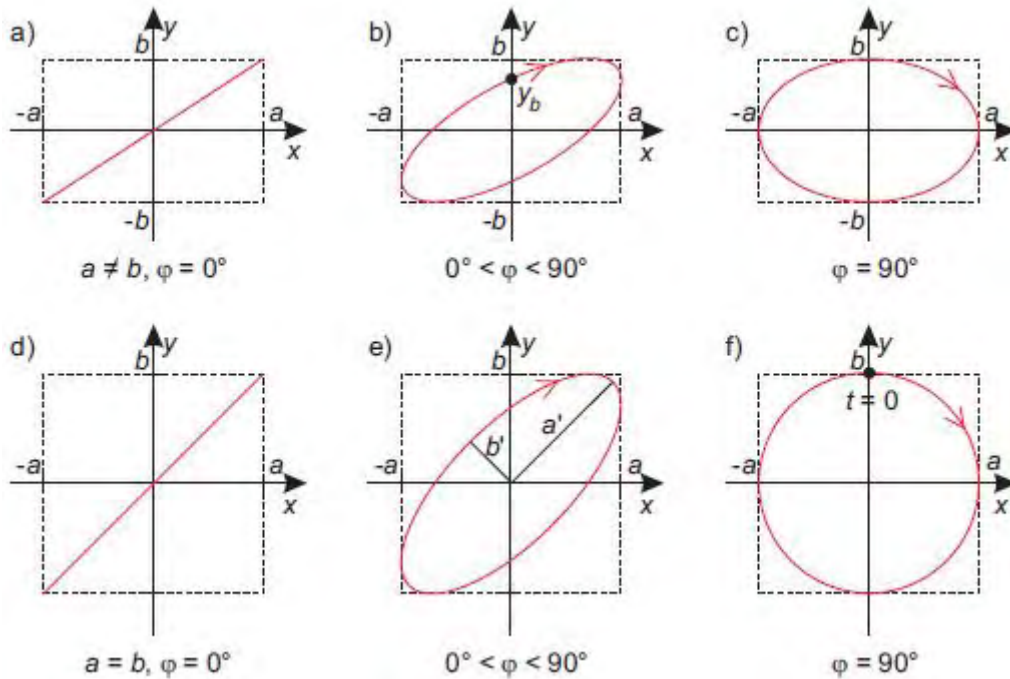 a)
y
b
-a
a
x
-b
a ≠ b, φ = 0°
b)
y
b
y_b
-a
a
x
-b
0° < φ < 90°
c)
y
b
-a
a
x
-b
φ = 90°
d)
y
b
-a
a
x
a = b, φ = 0°
e)
y
b
b'
a'
-a
a
x
0° < φ < 90°
f)
y
b
t = 0
-a
a
x
φ = 90°